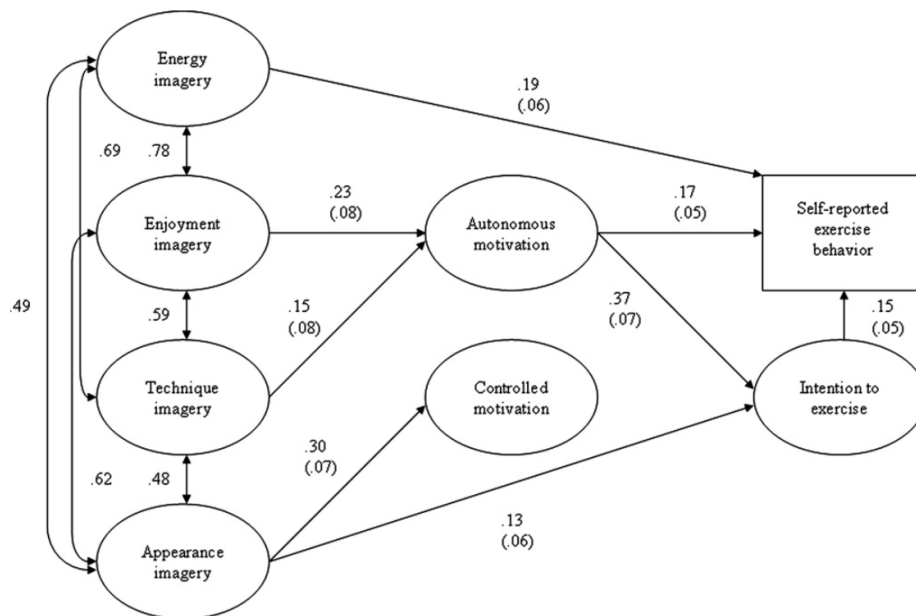 Energy
imagery
.19
(.06)
.69
.78
.23
(.08)
.17
(.05)
Enjoyment
imagery
Autonomous
motivation
Self-reported
exercise
behavior
.49
.59
.15
(.08)
.37
(.07)
.15
(.05)
Technique
imagery
Controlled
motivation
Intention to
exercise
.62
.48
.30
(.07)
.13
(.06)
Appearance
imagery